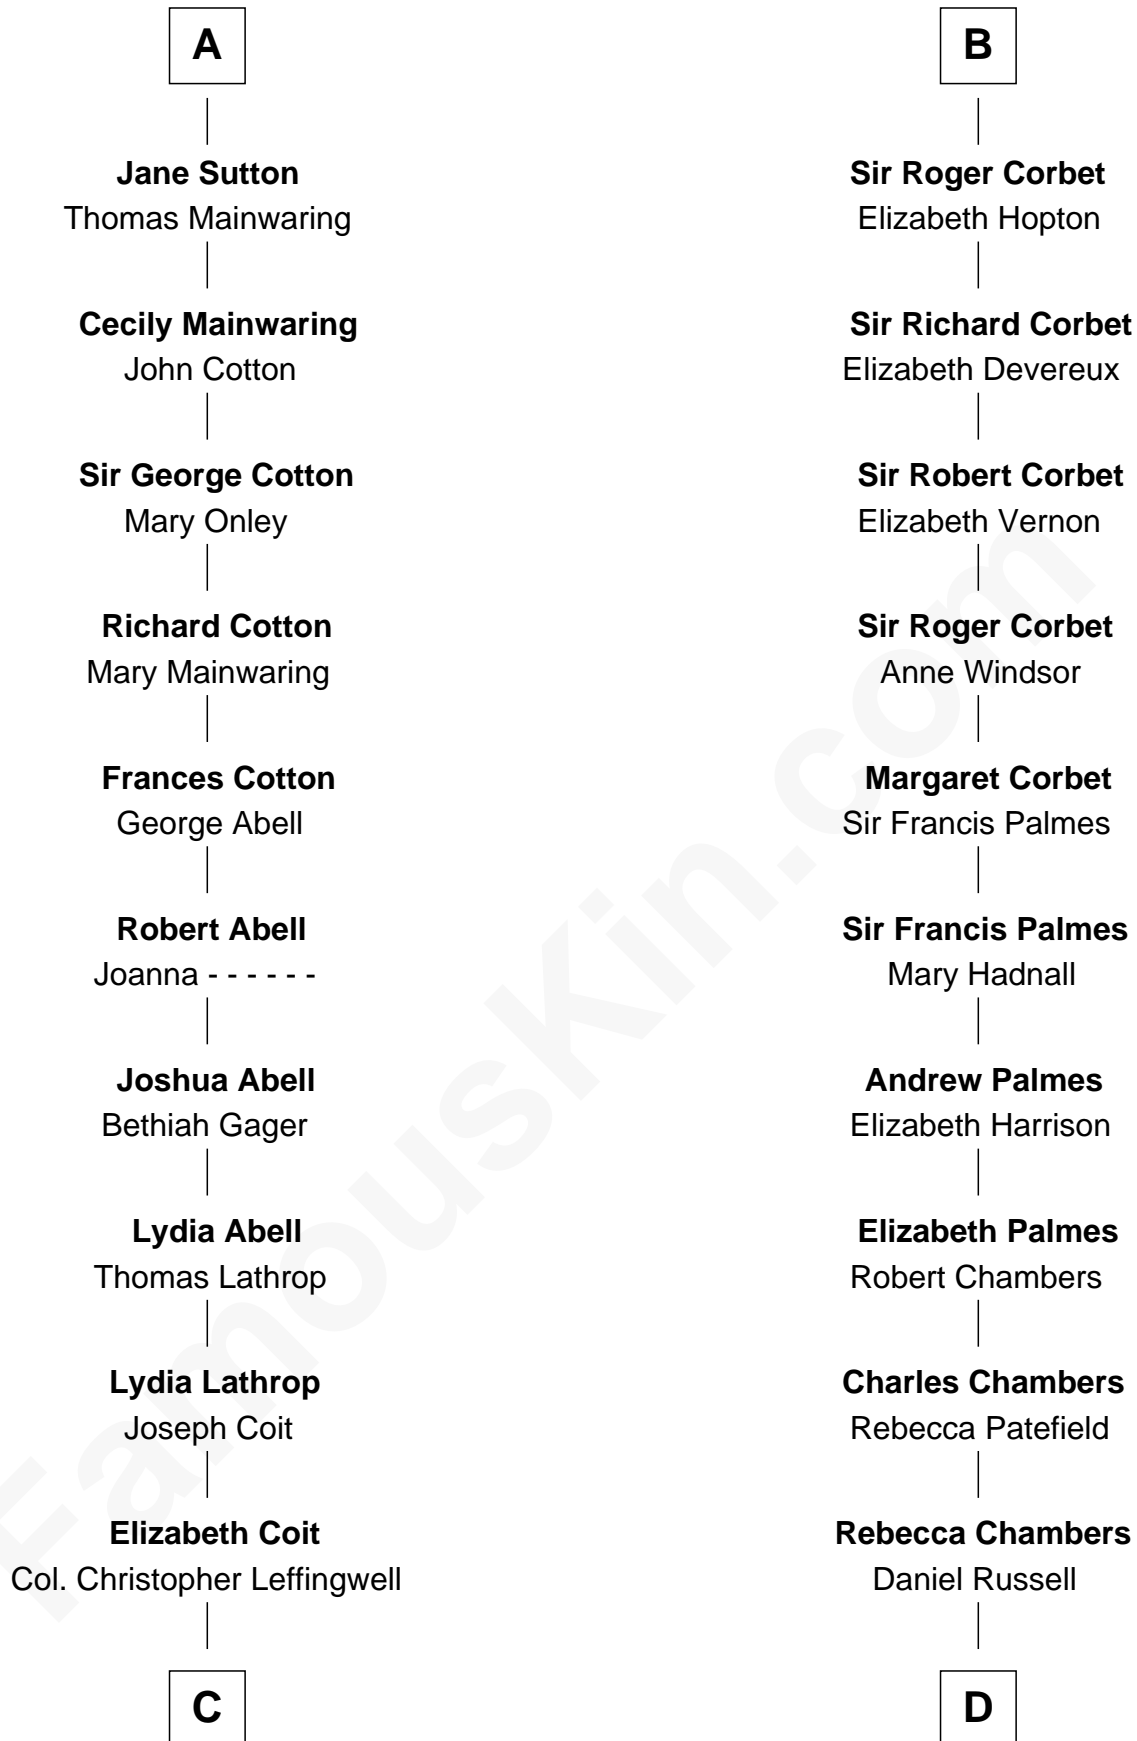 A
Jane Sutton
Thomas Mainwaring
Cecily Mainwaring
John Cotton
Sir George Cotton
Mary Onley
Richard Cotton
Mary Mainwaring
Frances Cotton
George Abell
Robert Abell
Joanna - - - - - -
Joshua Abell
Bethiah Gager
Lydia Abell
Thomas Lathrop
Lydia Lathrop
Joseph Coit
Elizabeth Coit
Col. Christopher Leffingwell
C
B
Sir Roger Corbet
Elizabeth Hopton
Sir Richard Corbet
Elizabeth Devereux
Sir Robert Corbet
Elizabeth Vernon
Sir Roger Corbet
Anne Windsor
Margaret Corbet
Sir Francis Palmes
Sir Francis Palmes
Mary Hadnall
Andrew Palmes
Elizabeth Harrison
Elizabeth Palmes
Robert Chambers
Charles Chambers
Rebecca Patefield
Rebecca Chambers
Daniel Russell
D
FamousKin.com